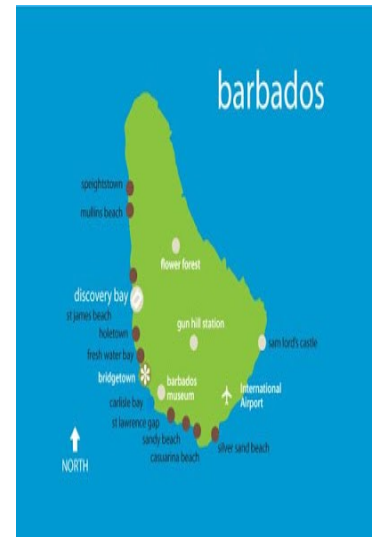 barbados
speightstown
mullins beach
flower forest
discovery bay
st james beach
gun hill station
holetown
sam lord's castle
fresh water bay
bridgetown
barbados
museum
International
Airport
carlisle bay
st lawrence gap
sandy beach
silver sand beach
casuarina beach
NORTH